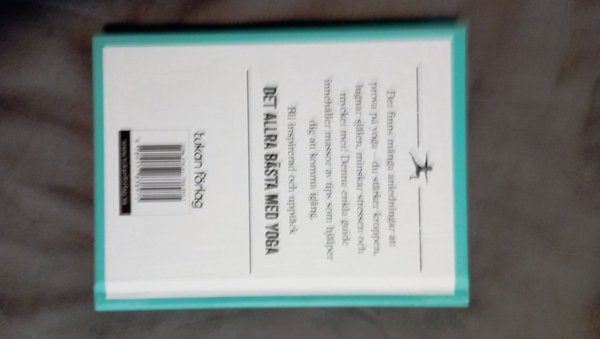 Det finns många anledningar att
prova på yoga – du stärker kroppen,
lugnar själen, minskar stressen och
mycket mer! Denna enkla guide
innehåller massor av tips som hjälper
dig att komma igång.
Bli inspirerad och upptäck
DET ALLRA BÄSTA MED YOGA
tukan förlag